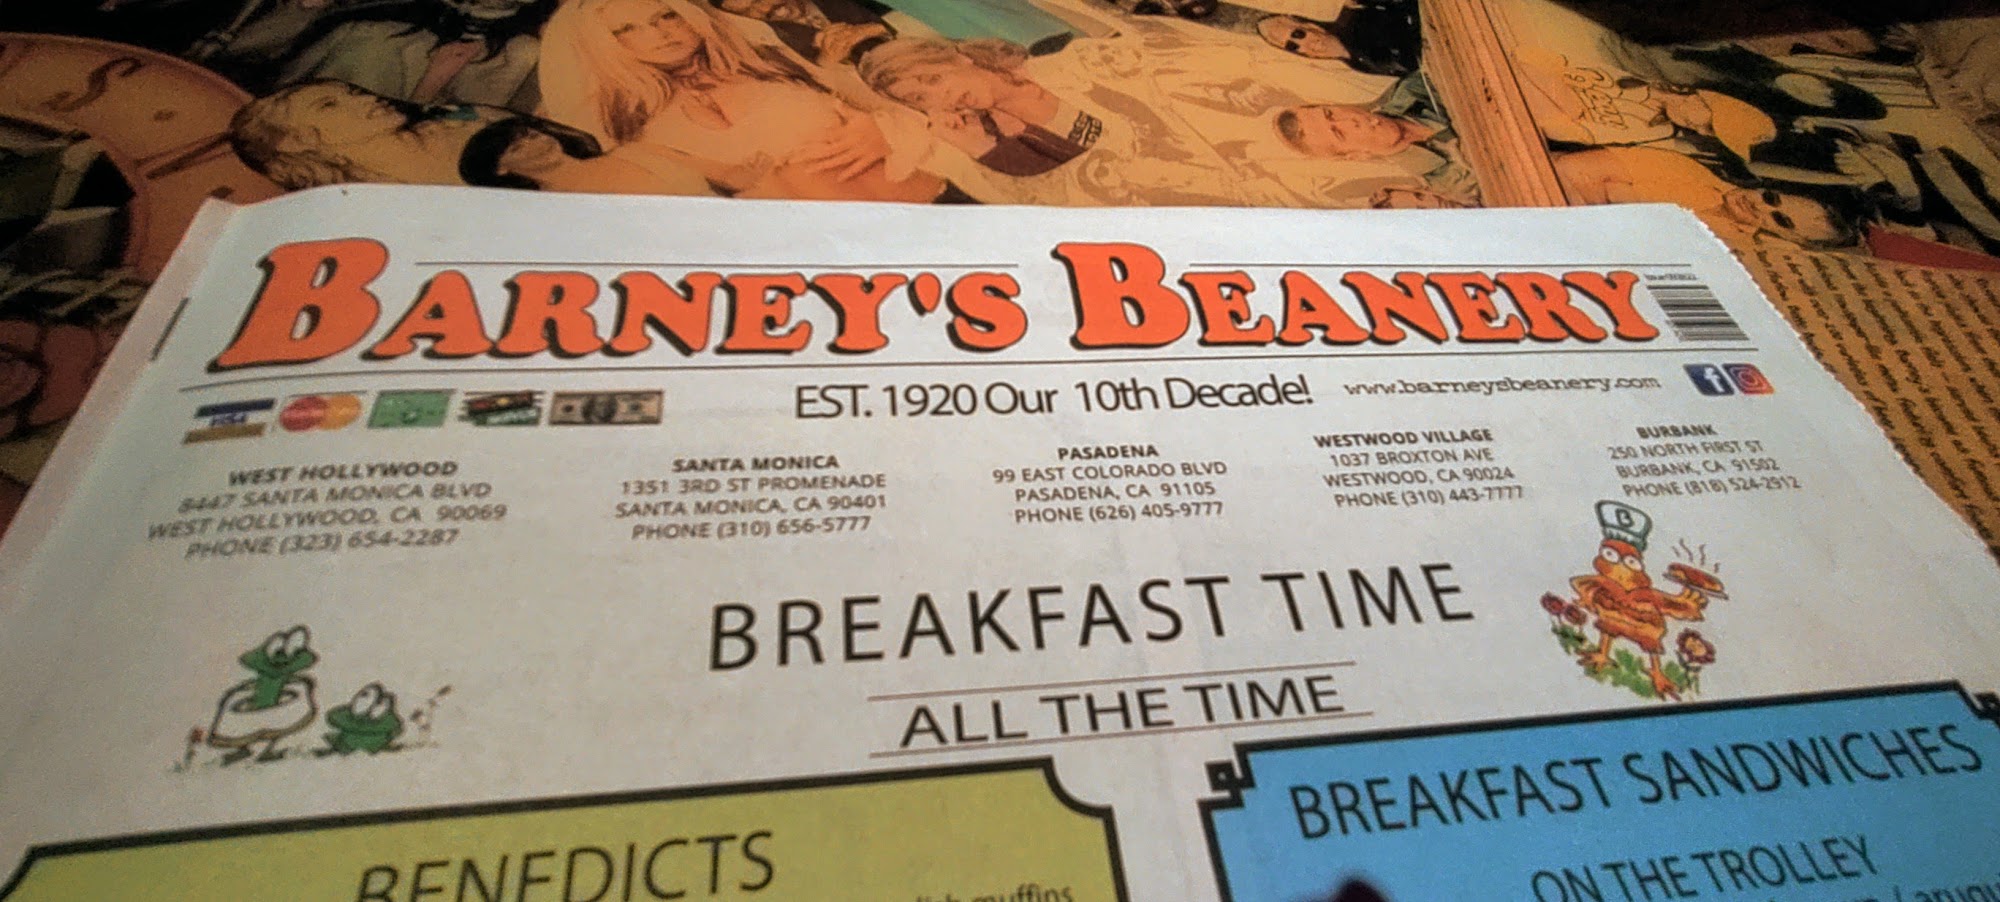 BARNEY'S BEANERY
VISA
EST. 1920 Our 10th Decade!
www.barneysbeanery.com
WEST HOLLYWOOD
8447 SANTA MONICA BLVD
WEST HOLLYWOOD, CA 90069
PHONE (323) 654-2287
SANTA MONICA
1351 3RD ST PROMENADE
SANTA MONICA, CA 90401
PHONE (310) 656-5777
PASADENA
99 EAST COLORADO BLVD
PASADENA, CA 91105
PHONE (626) 405-9777
WESTWOOD VILLAGE
1037 BROXTON AVE
WESTWOOD, CA 90024
PHONE (310) 443-7777
BURBANK
250 NORTH FIRST ST
BURBANK, CA 91502
PHONE (818) 524-2912
B
BREAKFAST TIME
ALL THE TIME
BENEDICTS
muffins
BREAKFAST SANDWICHES
ON THE TROLLEY